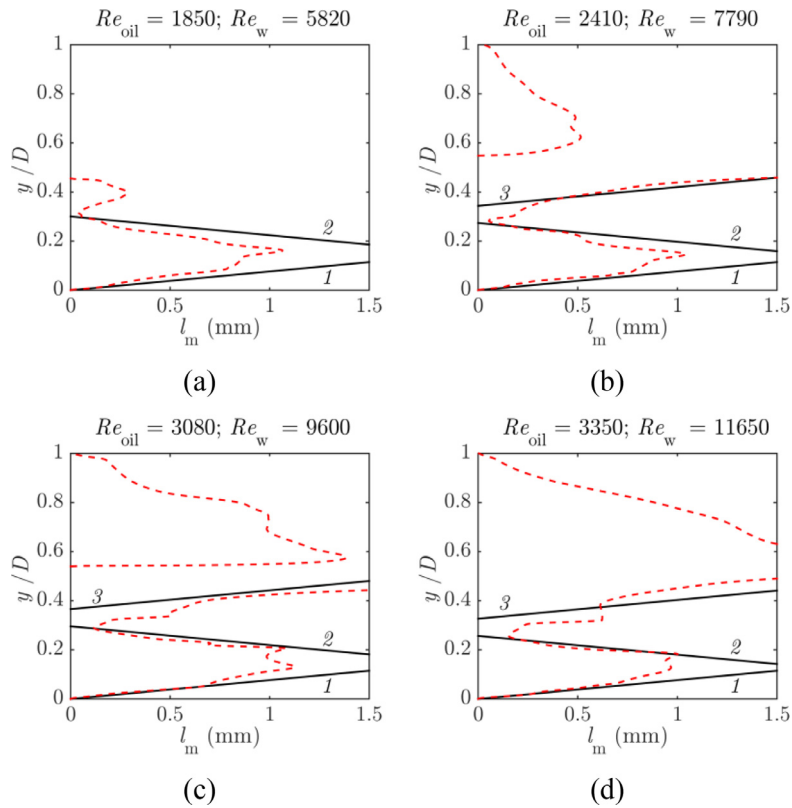 Re_oil = 1850; Re_w = 5820
1
0.8
0.6
0.4
0.2
0
y/D
2
1
0 0.5 1 1.5
l_m (mm)
(a)
Re_oil = 2410; Re_w = 7790
1
0.8
0.6
0.4
0.2
0
y/D
3
2
1
0 0.5 1 1.5
l_m (mm)
(b)
Re_oil = 3080; Re_w = 9600
1
0.8
0.6
0.4
0.2
0
y/D
3
2
1
0 0.5 1 1.5
l_m (mm)
(c)
Re_oil = 3350; Re_w = 11650
1
0.8
0.6
0.4
0.2
0
y/D
3
2
1
0 0.5 1 1.5
l_m (mm)
(d)